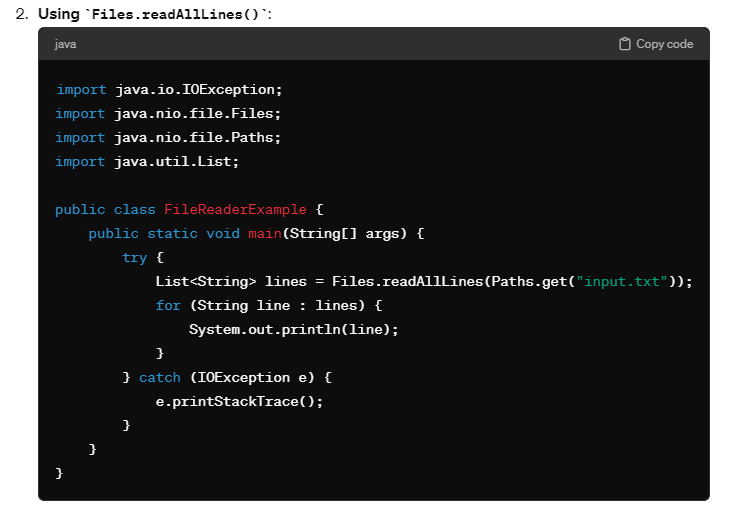 2. Using `Files.readAllLines()`:
java Copy code
import java.io.IOException;
import java.nio.file.Files;
import java.nio.file.Paths;
import java.util.List;
public class FileReaderExample {
    public static void main(String[] args) {
        try {
            List<String> lines = Files.readAllLines(Paths.get("input.txt"));
            for (String line : lines) {
                System.out.println(line);
            }
        } catch (IOException e) {
            e.printStackTrace();
        }
    }
}